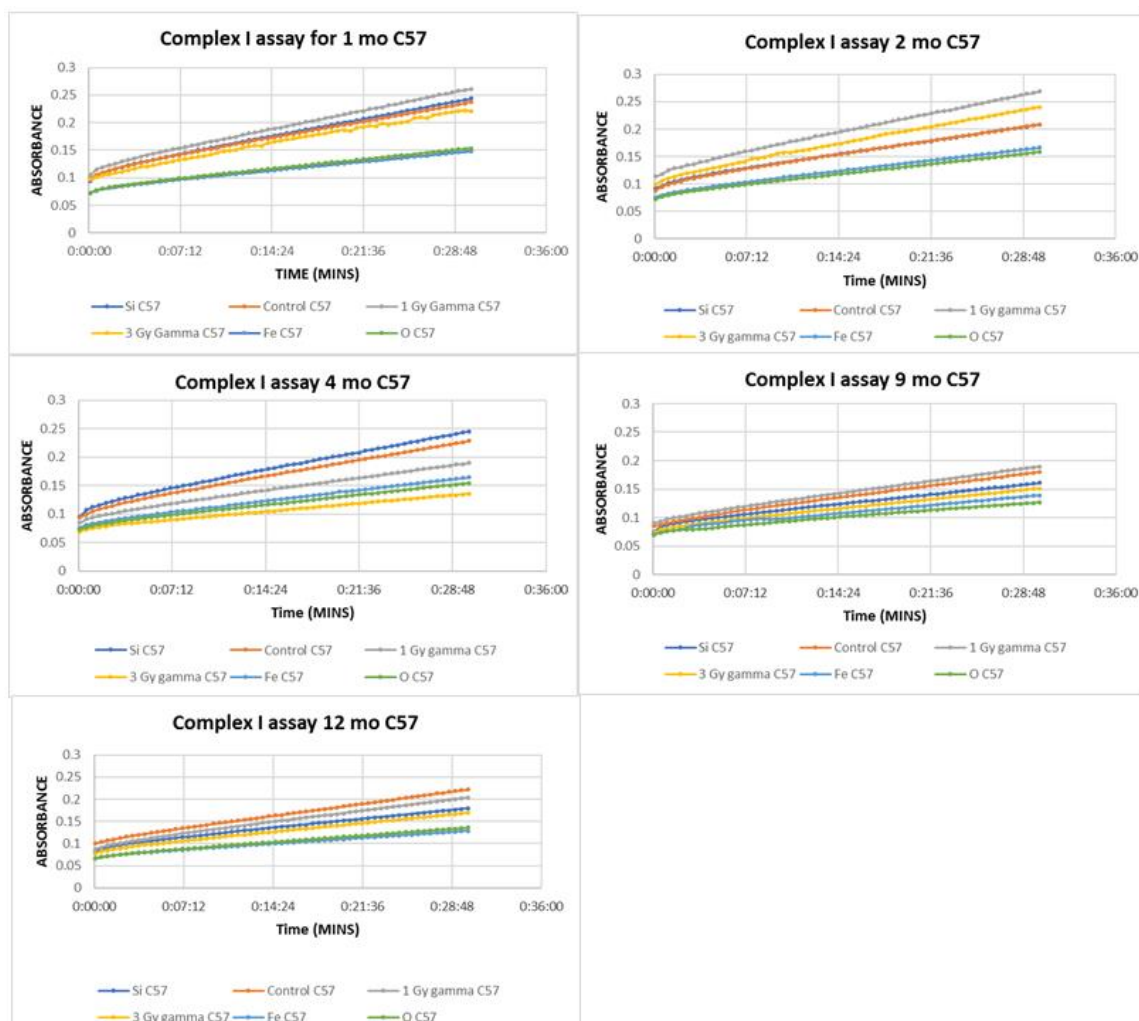 Complex I assay for 1 mo C57
0.3
0.25
0.2
0.15
0.1
0.05
0
ABSORBANCE
0:00:00 0:07:12 0:14:24 0:21:36 0:28:48 0:36:00
TIME (MINS)
Si C57 Control C57 1 Gy Gamma C57
3 Gy Gamma C57 Fe C57 O C57
Complex I assay 2 mo C57
0.3
0.25
0.2
0.15
0.1
0.05
0
ABSORBANCE
0:00:00 0:07:12 0:14:24 0:21:36 0:28:48 0:36:00
Time (MINS)
Si C57 Control C57 1 Gy gamma C57
3 Gy gamma C57 Fe C57 O C57
Complex I assay 4 mo C57
0.3
0.25
0.2
0.15
0.1
0.05
0
ABSORBANCE
0:00:00 0:07:12 0:14:24 0:21:36 0:28:48 0:36:00
Time (MINS)
Si C57 Control C57 1 Gy gamma C57
3 Gy gamma C57 Fe C57 O C57
Complex I assay 9 mo C57
0.3
0.25
0.2
0.15
0.1
0.05
0
ABSORBANCE
0:00:00 0:07:12 0:14:24 0:21:36 0:28:48 0:36:00
Time (MINS)
Si C57 Control C57 1 Gy gamma C57
3 Gy gamma C57 Fe C57 O C57
Complex I assay 12 mo C57
0.3
0.25
0.2
0.15
0.1
0.05
0
ABSORBANCE
0:00:00 0:07:12 0:14:24 0:21:36 0:28:48 0:36:00
Time (MINS)
Si C57 Control C57 1 Gy gamma C57
3 Gy gamma C57 Fe C57 O C57